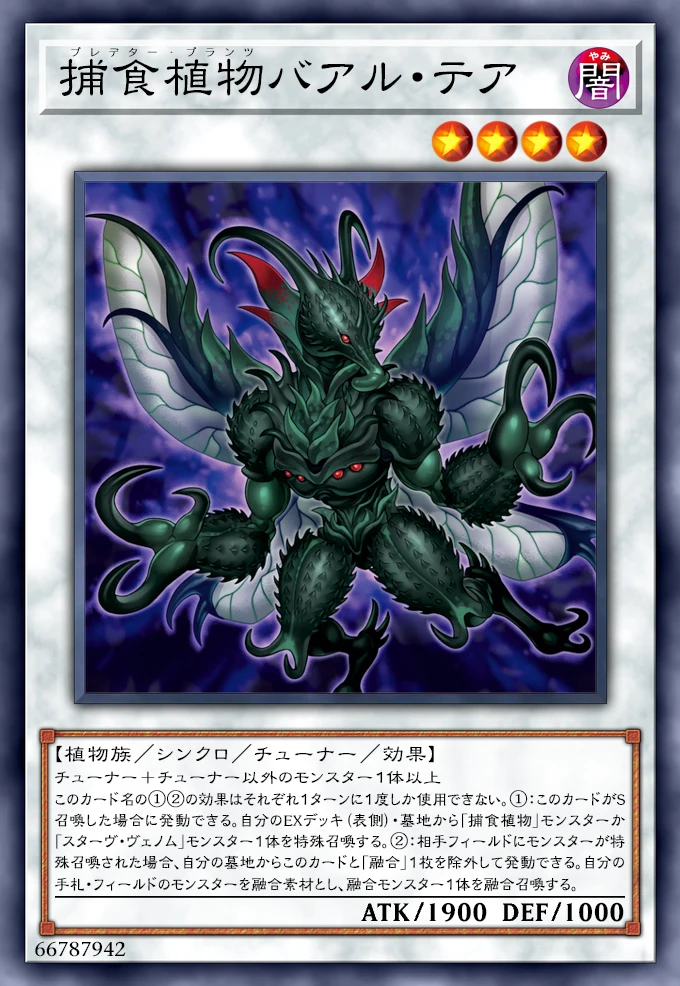 プレデター・プランツ
捕食植物バアル・テア
やみ
闇
【植物族／シンクロ／チューナー／効果】
チューナー＋チューナー以外のモンスター１体以上
このカード名の①②の効果はそれぞれ１ターンに１度しか使用できない。①：このカードがS
召喚した場合に発動できる。自分のEXデッキ（表側）・墓地から「捕食植物」モンスターか
「スターヴ・ヴェノム」モンスター１体を特殊召喚する。②：相手フィールドにモンスターが特
殊召喚された場合、自分の墓地からこのカードと「融合」１枚を除外して発動できる。自分の
手札・フィールドのモンスターを融合素材とし、融合モンスター１体を融合召喚する。
ATK/1900 DEF/1000
66787942